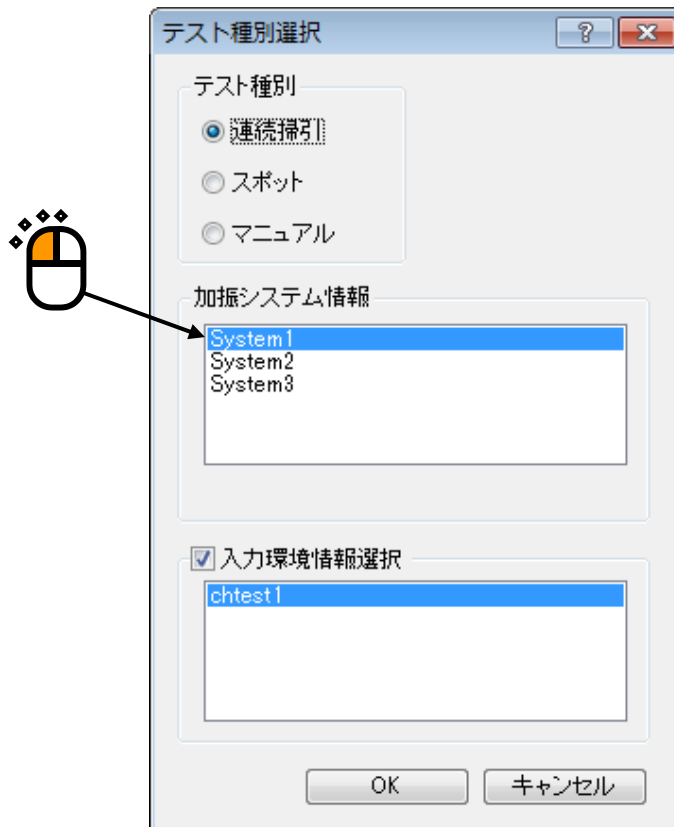 テスト種別選択
テスト種別
連続掃引
スポット
マニュアル
加振システム情報
System1
System2
System3
入力環境情報選択
chtest1
OK キャンセル